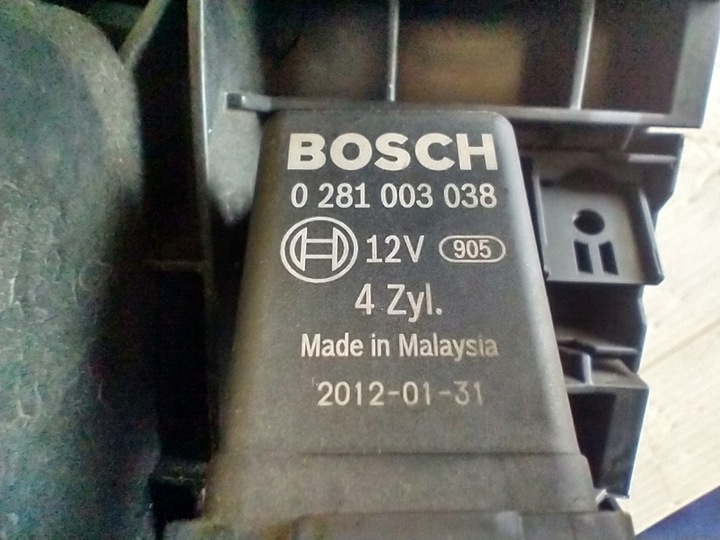 BOSCH
0 281 003 038
12V 905
4 Zyl.
Made in Malaysia
2012-01-31